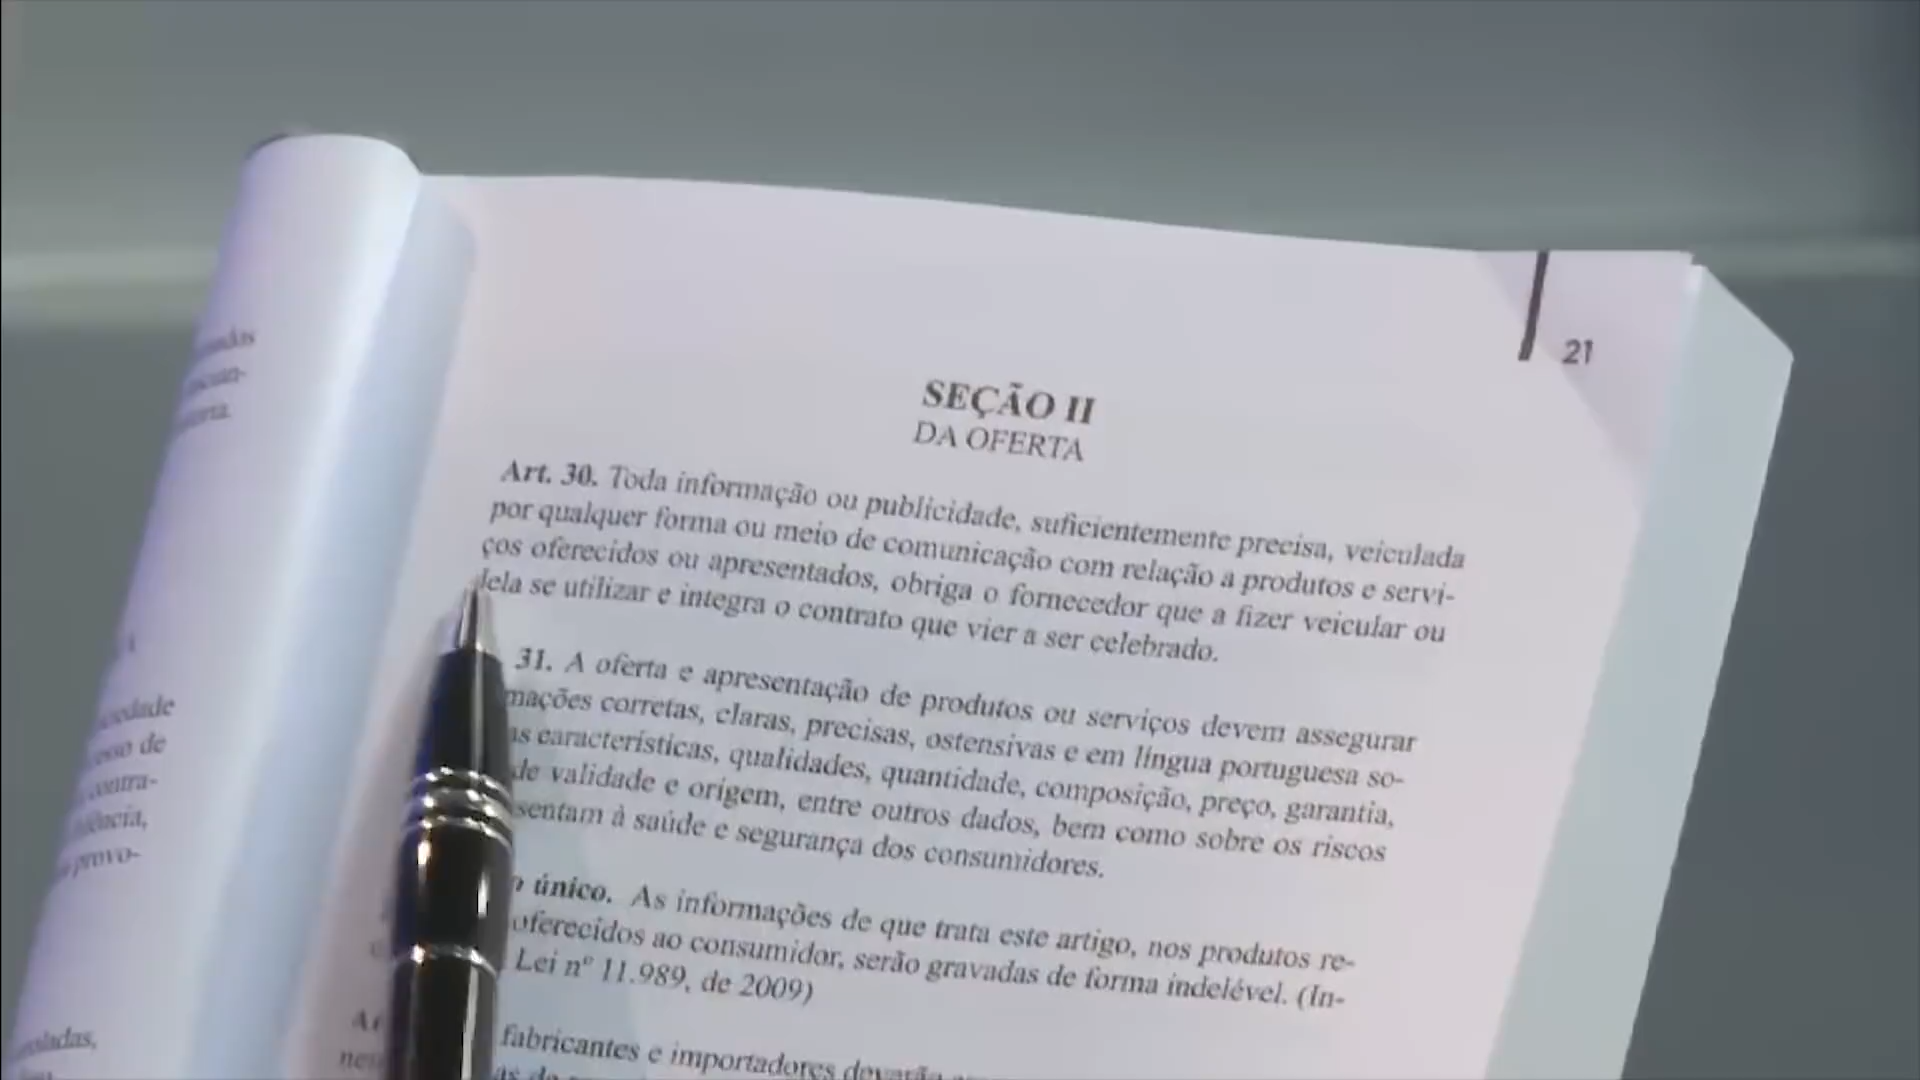 21
SEÇÃO II
DA OFERTA
Art. 30. Toda informação ou publicidade, suficientemente precisa, veiculada
por qualquer forma ou meio de comunicação com relação a produtos e servi-
ços oferecidos ou apresentados, obriga o fornecedor que a fizer veicular ou
dela se utilizar e integra o contrato que vier a ser celebrado.
31. A oferta e apresentação de produtos ou serviços devem assegurar
mações corretas, claras, precisas, ostensivas e em língua portuguesa so-
as características, qualidades, quantidade, composição, preço, garantia,
de validade e origem, entre outros dados, bem como sobre os riscos
sentam à saúde e segurança dos consumidores.
o único. As informações de que trata este artigo, nos produtos re-
oferecidos ao consumidor, serão gravadas de forma indelével. (In-
Lei nº 11.989, de 2009)
fabricantes e importadores deverão